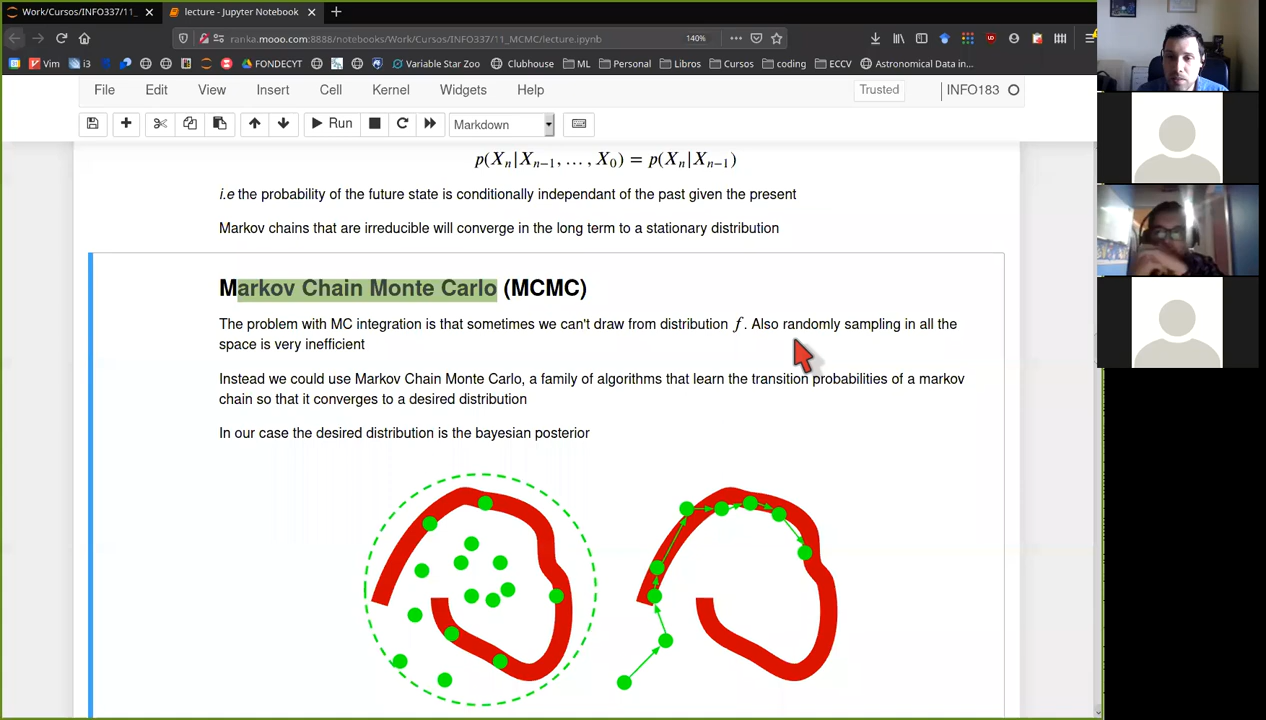 Work/Cursos/INFO337/11_
lecture - Jupyter Notebook
ranka.mooo.com:8888/notebooks/Work/Cursos/INFO337/11_MCMC/lecture.ipynb
140%
Vim
i3
FONDECYT
Variable Star Zoo
Clubhouse
ML
Personal
Libros
Cursos
coding
ECCV
Astronomical Data in...
File Edit View Insert Cell Kernel Widgets Help
Trusted
INFO183
Run
Markdown
p(Xn|Xn−1, … , X0) = p(Xn|Xn−1)
i.e the probability of the future state is conditionally independant of the past given the present
Markov chains that are irreducible will converge in the long term to a stationary distribution
Markov Chain Monte Carlo (MCMC)
The problem with MC integration is that sometimes we can't draw from distribution f. Also randomly sampling in all the
space is very inefficient
Instead we could use Markov Chain Monte Carlo, a family of algorithms that learn the transition probabilities of a markov
chain so that it converges to a desired distribution
In our case the desired distribution is the bayesian posterior